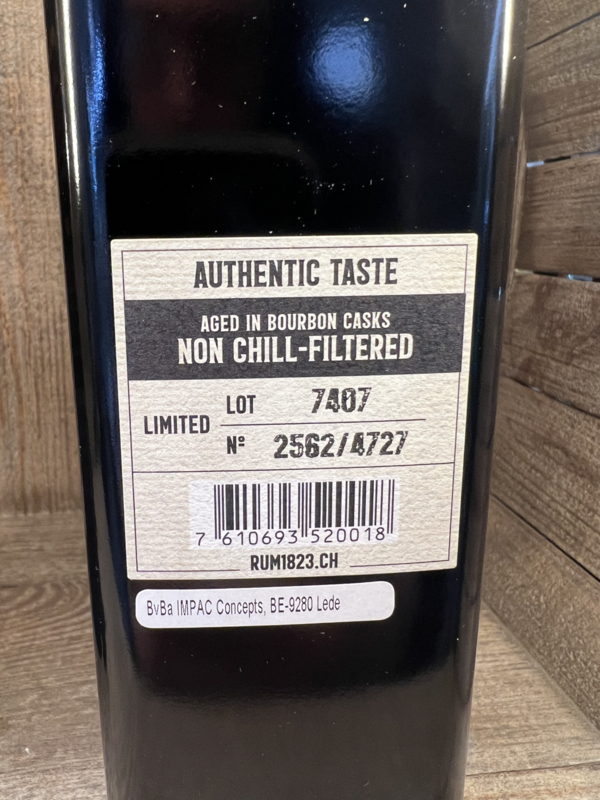 AUTHENTIC TASTE
AGED IN BOURBON CASKS
NON CHILL-FILTERED
LIMITED
LOT 7407
Nº 2562/4727
7 610693 520018
RUM1823.CH
BvBa IMPAC Concepts, BE-9280 Lede